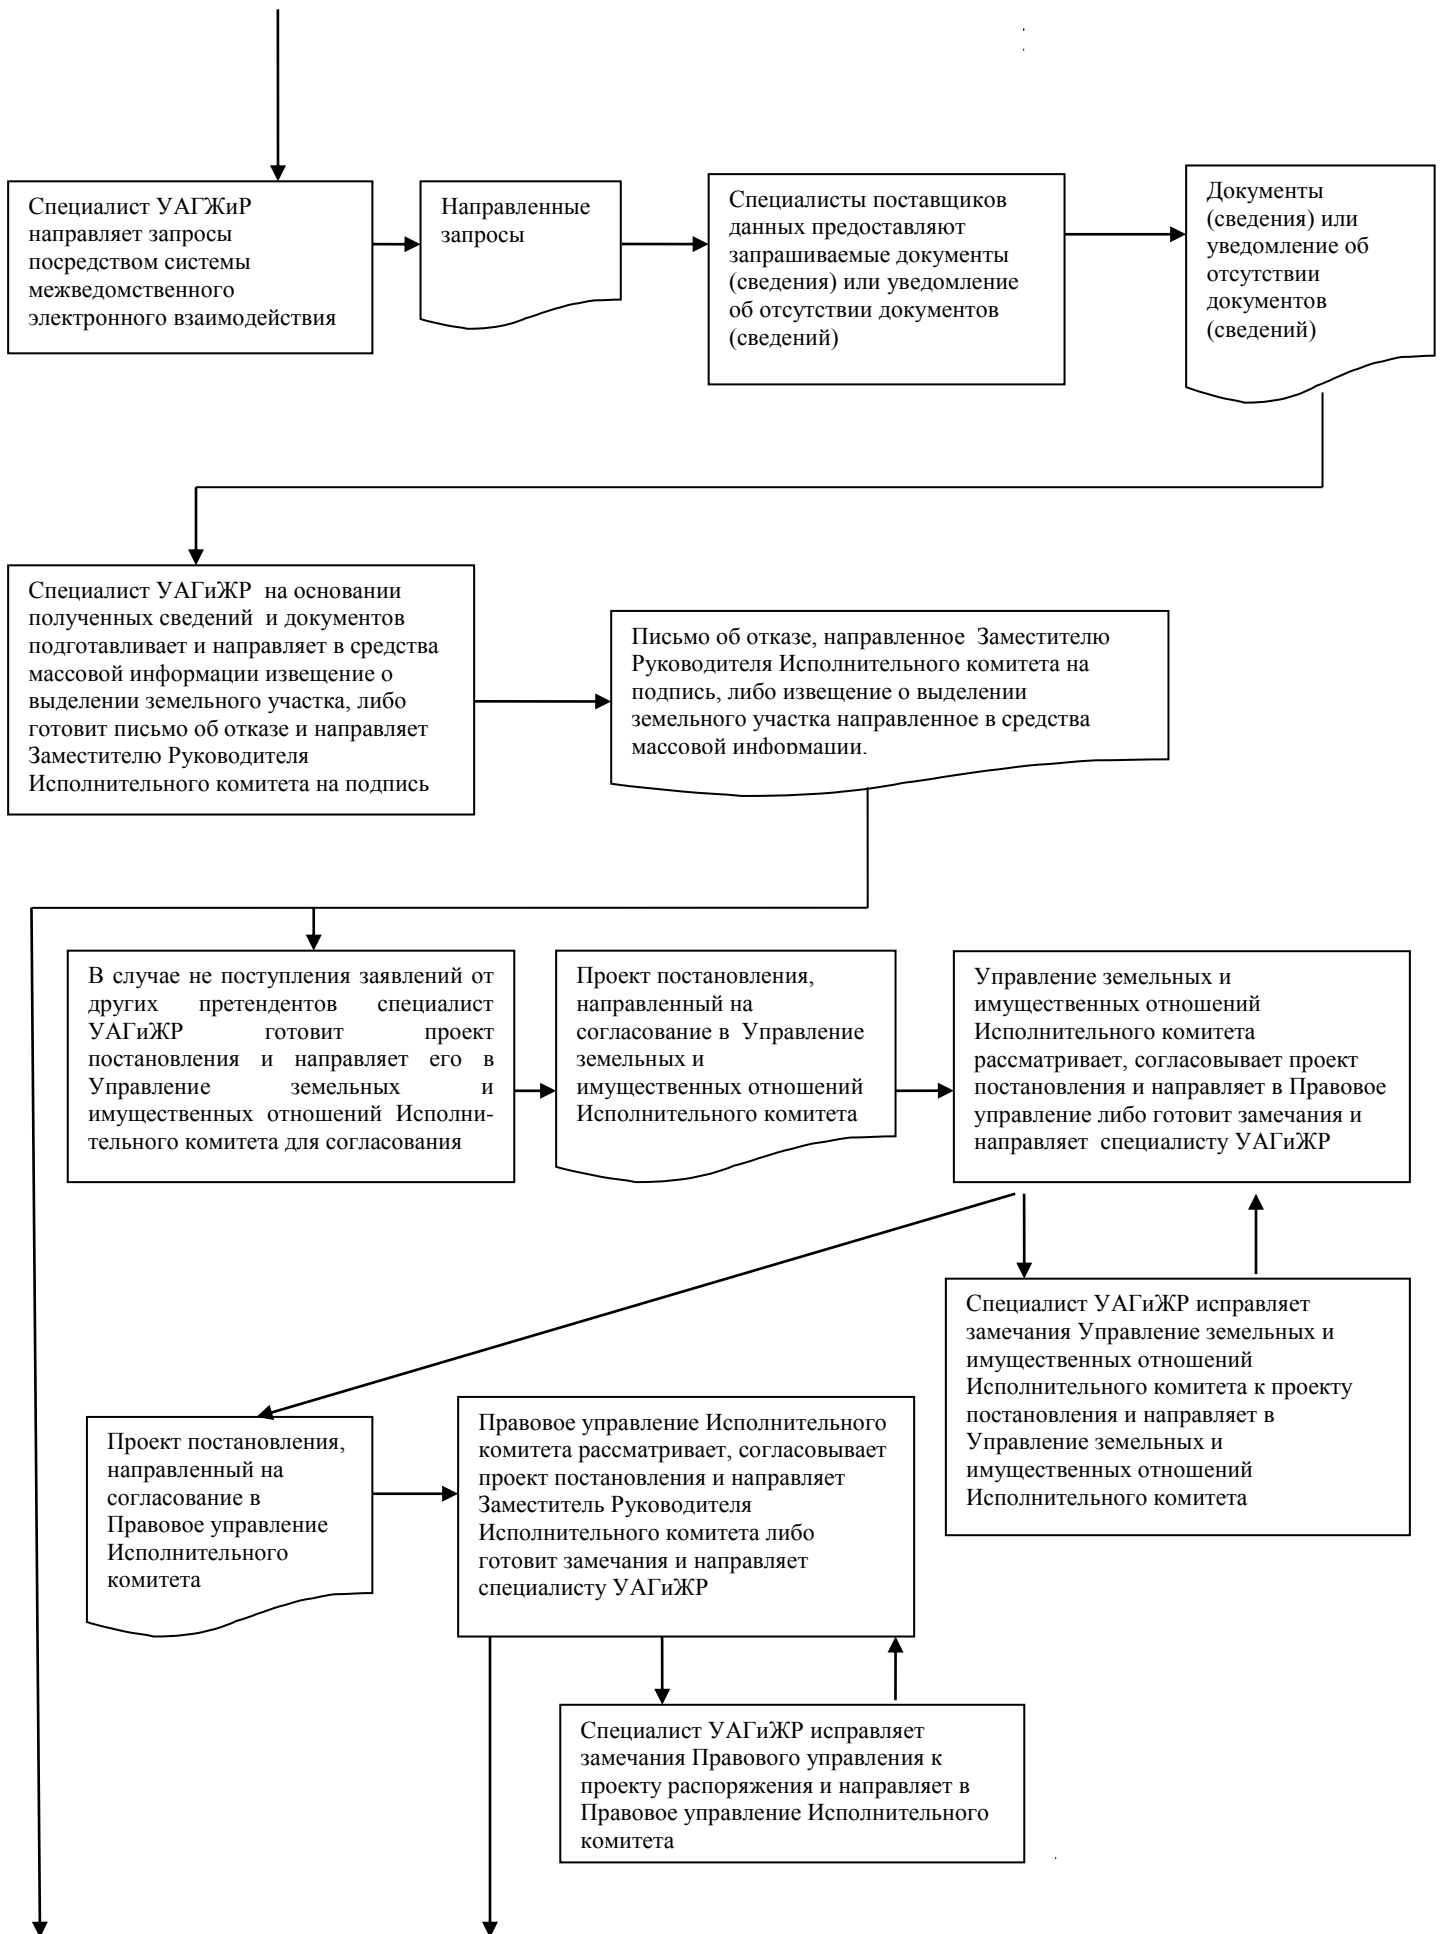 Специалист УАГЖиР
направляет запросы
посредством системы
межведомственного
электронного взаимодействия
Направленные
запросы
Специалисты поставщиков
данных предоставляют
запрашиваемые документы
(сведения) или уведомление
об отсутствии документов
(сведений)
Документы
(сведения) или
уведомление об
отсутствии
документов
(сведений)
Специалист УАГиЖР на основании
полученных сведений и документов
подготавливает и направляет в средства
массовой информации извещение о
выделении земельного участка, либо
готовит письмо об отказе и направляет
Заместителю Руководителя
Исполнительного комитета на подпись
Письмо об отказе, направленное Заместителю
Руководителя Исполнительного комитета на
подпись, либо извещение о выделении
земельного участка направленное в средства
массовой информации.
В случае не поступления заявлений от
других претендентов специалист
УАГиЖР готовит проект
постановления и направляет его в
Управление земельных и
имущественных отношений Исполни-
тельного комитета для согласования
Проект постановления,
направленный на
согласование в Управление
земельных и
имущественных отношений
Исполнительного комитета
Управление земельных и
имущественных отношений
Исполнительного комитета
рассматривает, согласовывает проект
постановления и направляет в Правовое
управление либо готовит замечания и
направляет специалисту УАГиЖР
Специалист УАГиЖР исправляет
замечания Управление земельных и
имущественных отношений
Исполнительного комитета к проекту
постановления и направляет в
Управление земельных и
имущественных отношений
Исполнительного комитета
Проект постановления,
направленный на
согласование в
Правовое управление
Исполнительного
комитета
Правовое управление Исполнительного
комитета рассматривает, согласовывает
проект постановления и направляет
Заместитель Руководителя
Исполнительного комитета либо
готовит замечания и направляет
специалисту УАГиЖР
Специалист УАГиЖР исправляет
замечания Правового управления к
проекту распоряжения и направляет в
Правовое управление Исполнительного
комитета